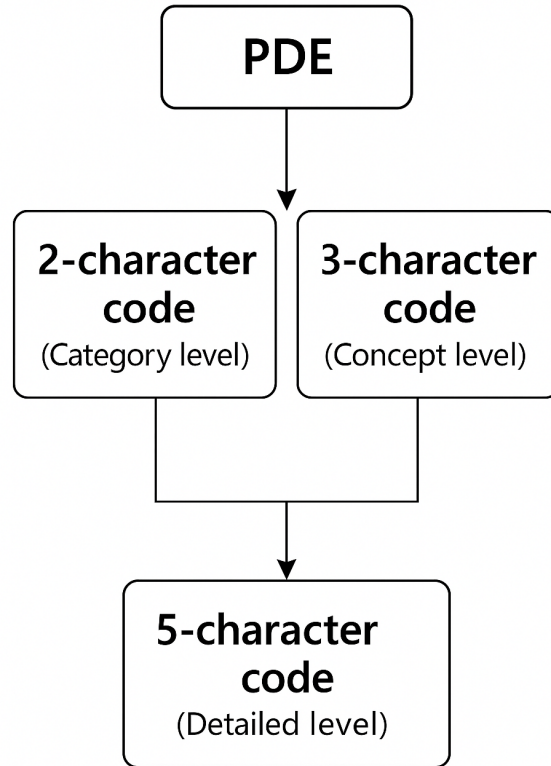 PDE
2-character
code
(Category level)
3-character
code
(Concept level)
5-character
code
(Detailed level)